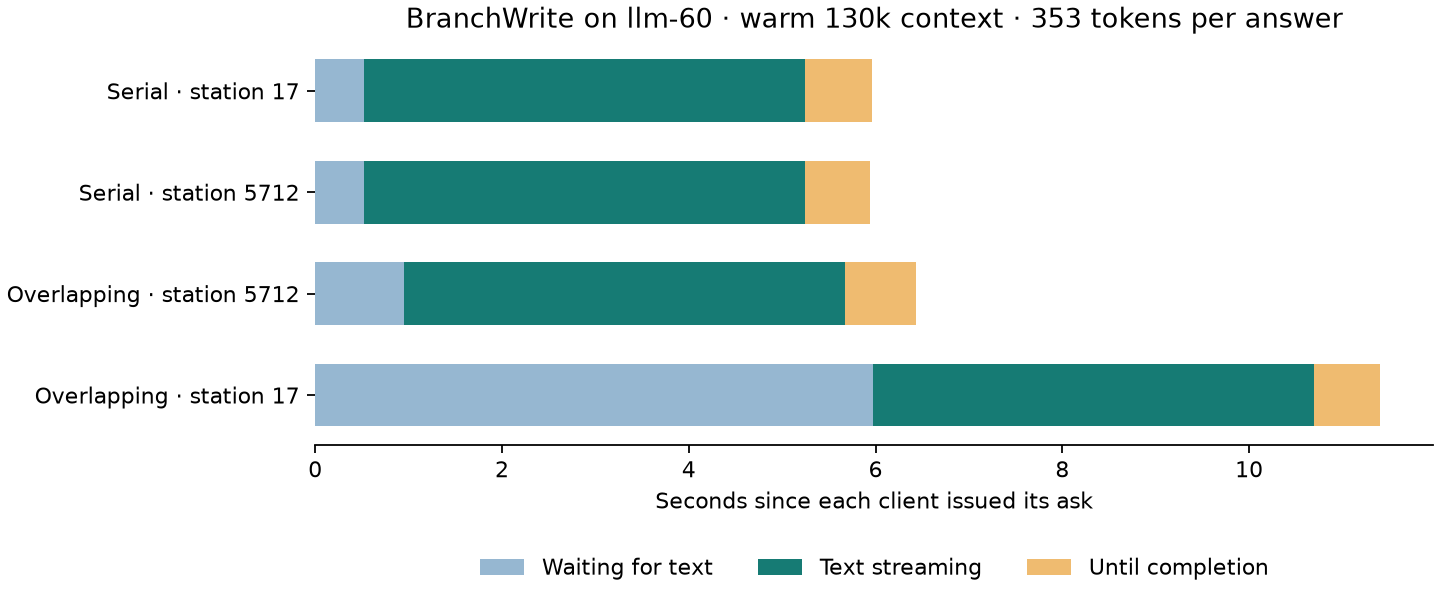 BranchWrite on llm-60 · warm 130k context · 353 tokens per answer
Serial · station 17
Serial · station 5712
Overlapping · station 5712
Overlapping · station 17
0 2 4 6 8 10
Seconds since each client issued its ask
Waiting for text Text streaming Until completion